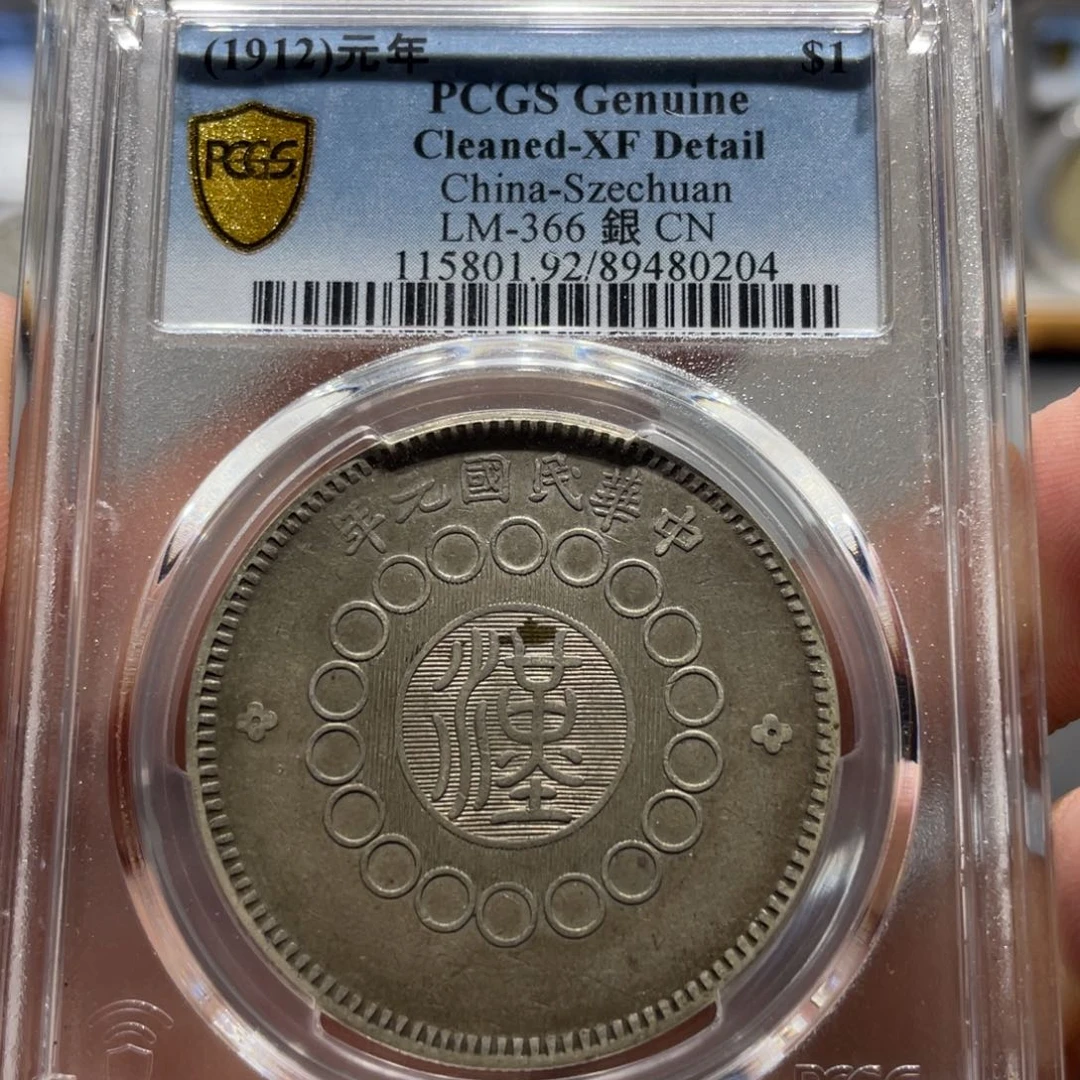 (1912)元年 $1
PCGS Genuine
PCGS
Cleaned-XF Detail
China-Szechuan
LM-366 銀 CN
115801.92/89480204
年元國民華中
漢
PCGS